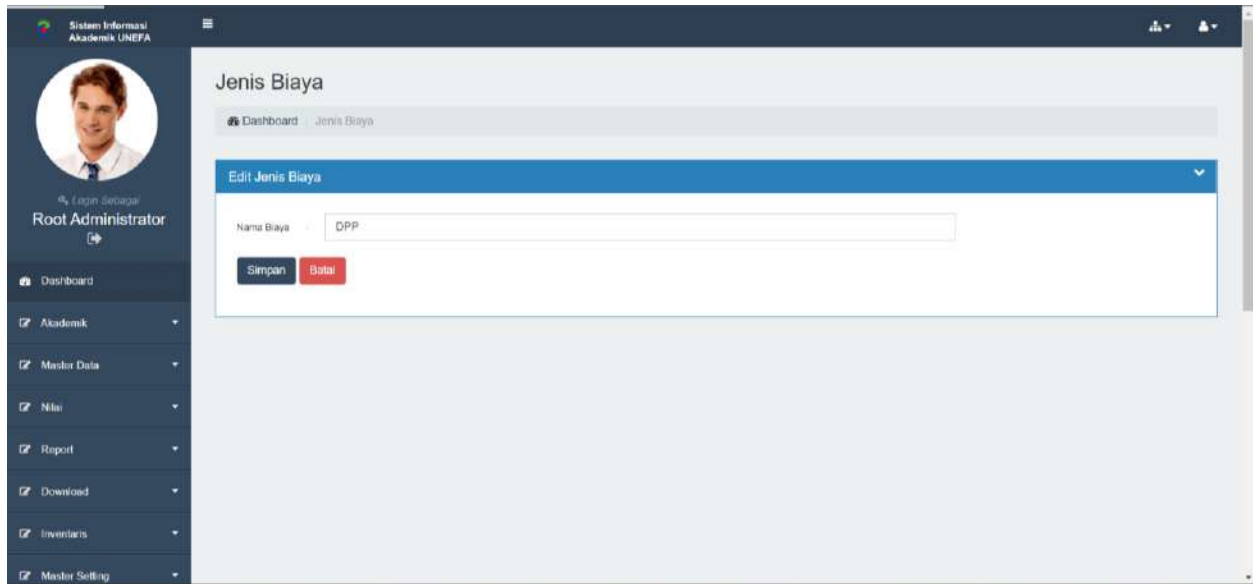 Sistem Informasi
Akademik UNEFA
Login Sebagai
Root Administrator
Dashboard
Akademik
Master Data
Nilai
Report
Download
Inventaris
Master Setting
Jenis Biaya
Dashboard / Jenis Biaya
Edit Jenis Biaya
Nama Biaya : DPP
Simpan Batal